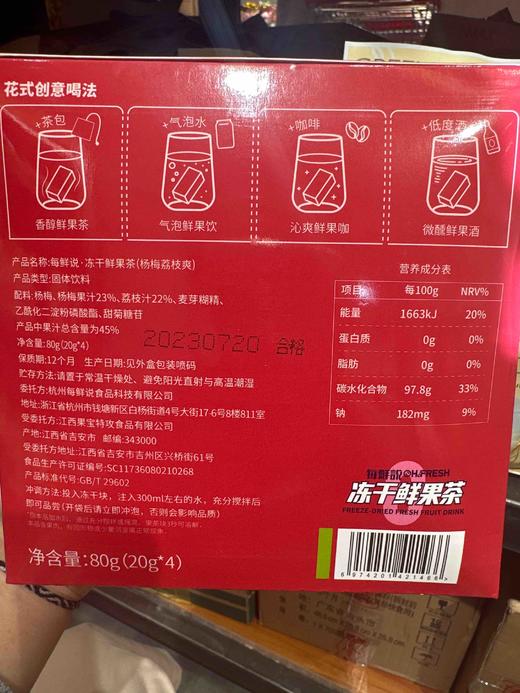 花式创意喝法
+茶包
+气泡水
+咖啡
+低度酒
香醇鲜果茶
气泡鲜果饮
沁爽鲜果咖
微醺鲜果酒
产品名称:每鲜说·冻干鲜果茶(杨梅荔枝爽)
产品类型:固体饮料
配料:杨梅、杨梅果汁23%、荔枝汁22%、麦芽糊精、
乙酰化二淀粉磷酸酯、甜菊糖苷
产品中果汁总含量为45%
净含量:80g(20g*4)
20230720 合格
保质期:12个月 生产日期:见外盒包装喷码
贮存方法:请置于常温干燥处、避免阳光直射与高温潮湿
委托方:杭州每鲜说食品科技有限公司
地址:浙江省杭州市钱塘新区白杨街道4号大街17-6号8楼811室
受委托方:江西果宝特攻食品有限公司
产地:江西省吉安市 邮编:343000
受委托方地址:江西省吉安市吉州区兴桥街61号
食品生产许可证编号:SC11736080210268
产品标准代号:GB/T 29602
冲调方法:投入冻干块，注入300ml左右的水，充分搅拌后
即可品尝(开袋后请立即冲泡，否则会影响品质)
净含量:80g(20g*4)
营养成分表
项目 每100g NRV%
能量 1663kJ 20%
蛋白质 0g 0%
脂肪 0g 0%
碳水化合物 97.8g 33%
钠 182mg 9%
每鲜说 OH!FRESH
冻干鲜果茶
FREEZE-DRIED FRESH FRUIT DRINK
6 974201 421466 >